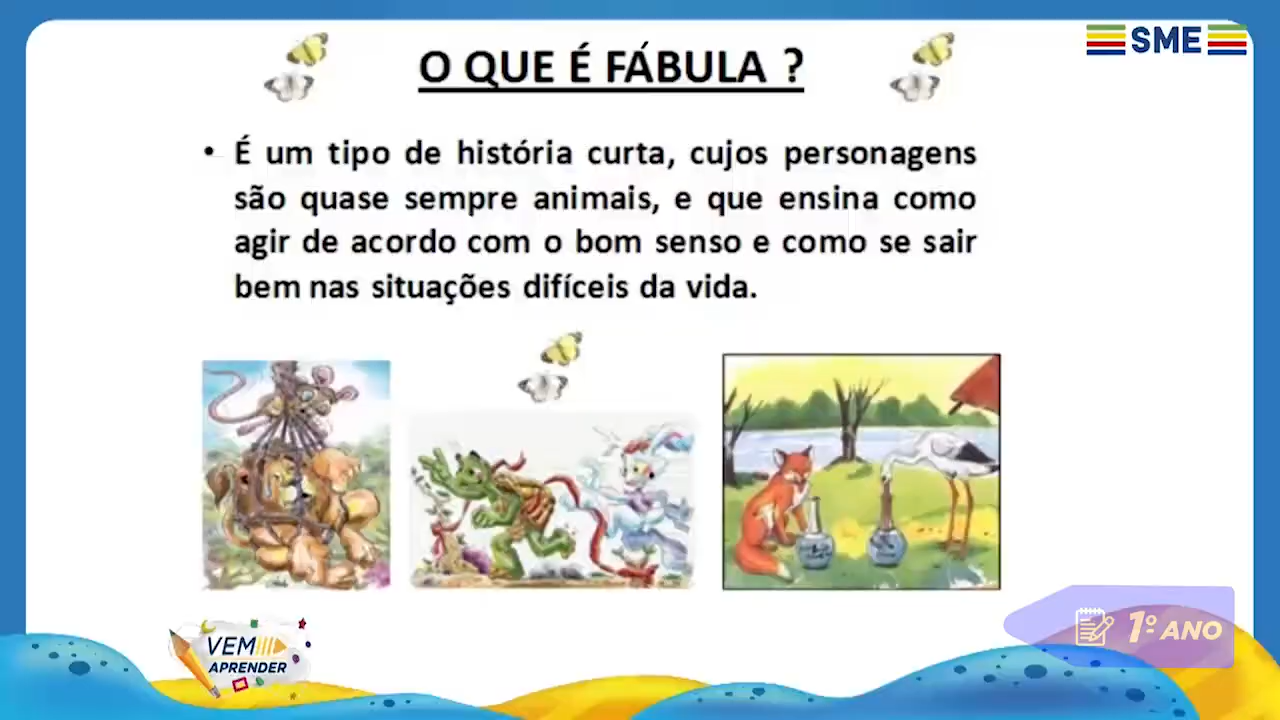 SME
O QUE É FÁBULA ?
• É um tipo de história curta, cujos personagens
são quase sempre animais, e que ensina como
agir de acordo com o bom senso e como se sair
bem nas situações difíceis da vida.
VEM
APRENDER
1º ANO